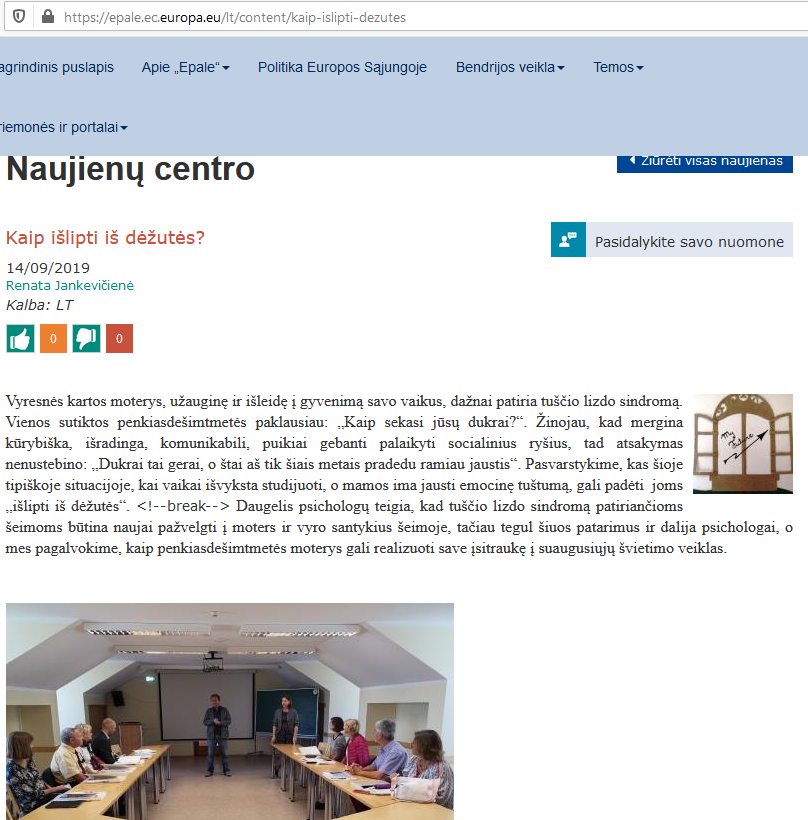 https://epale.ec.europa.eu/lt/content/kaip-islipti-dezutes
agrindinis puslapis Apie „Epale“ Politika Europos Sąjungoje Bendrijos veikla Temos
riemonės ir portalai
Naujienų centro
Žiūrėti visas naujienas
Kaip išlipti iš dėžutės?
Pasidalykite savo nuomone
14/09/2019
Renata Jankevičienė
Kalba: LT
0 0
Vyresnės kartos moterys, užauginę ir išleidę į gyvenimą savo vaikus, dažnai patiria tuščio lizdo sindromą.
Vienos sutiktos penkiasdešimtmetės paklausiau: „Kaip sekasi jūsų dukrai?“. Žinojau, kad mergina
kūrybiška, išradinga, komunikabili, puikiai gebanti palaikyti socialinius ryšius, tad atsakymas
nenustebino: „Dukrai tai gerai, o štai aš tik šiais metais pradedu ramiau jaustis“. Pasvarstykime, kas šioje
tipiškoje situacijoje, kai vaikai išvyksta studijuoti, o mamos ima jausti emocinę tuštumą, gali padėti joms
„išlipti iš dėžutės“. <!--break--> Daugelis psichologų teigia, kad tuščio lizdo sindromą patiriančioms
šeimoms būtina naujai pažvelgti į moters ir vyro santykius šeimoje, tačiau tegul šiuos patarimus ir dalija psichologai, o
mes pagalvokime, kaip penkiasdešimtmetės moterys gali realizuoti save įsitraukę į suaugusiųjų švietimo veiklas.
My
Future